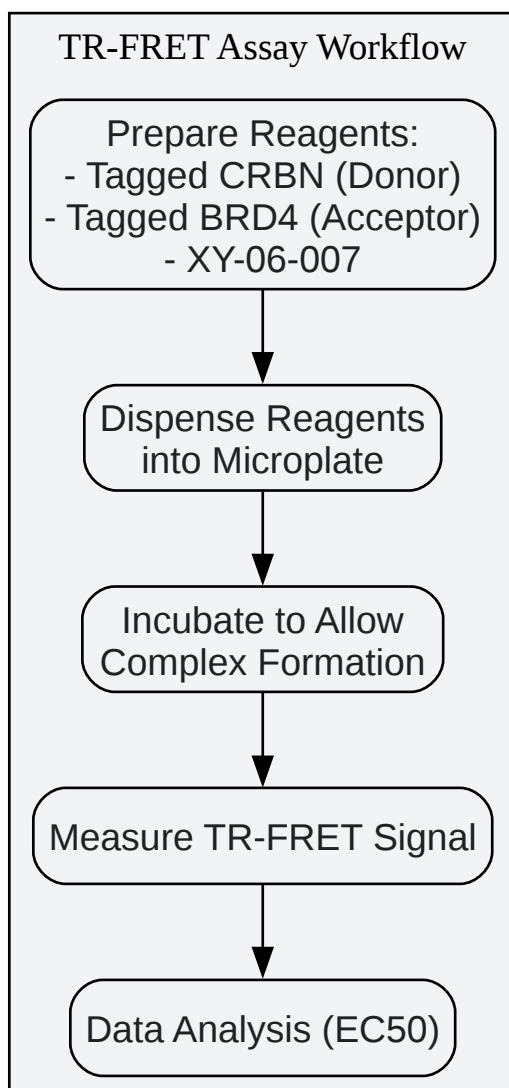 TR-FRET Assay Workflow
Prepare Reagents:
- Tagged CRBN (Donor)
- Tagged BRD4 (Acceptor)
- XY-06-007
Dispense Reagents
into Microplate
Incubate to Allow
Complex Formation
Measure TR-FRET Signal
Data Analysis (EC50)